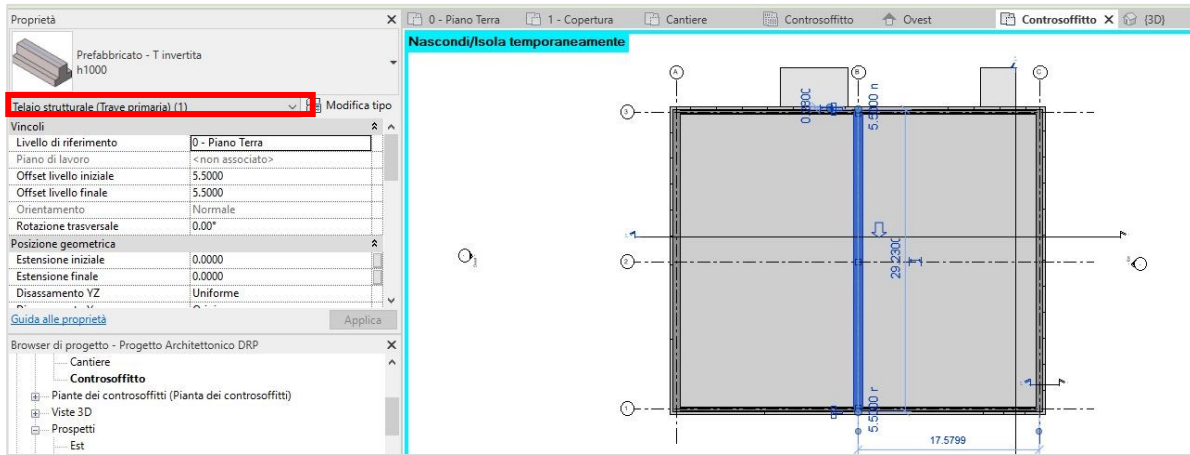 Proprietà
Prefabbricato - T invertita
h1000
Telaio strutturale (Trave primaria) (1)
Modifica tipo
Vincoli
Livello di riferimento 0 - Piano Terra
Piano di lavoro <non associato>
Offset livello iniziale 5.5000
Offset livello finale 5.5000
Orientamento Normale
Rotazione trasversale 0.00°
Posizione geometrica
Estensione iniziale 0.0000
Estensione finale 0.0000
Disassamento YZ Uniforme
Guida alle proprietà
Applica
Browser di progetto - Progetto Architettonico DRP
Cantiere
Controsoffitto
Piante dei controsoffitti (Pianta dei controsoffitti)
Viste 3D
Prospetti
Est
0 - Piano Terra
1 - Copertura
Cantiere
Controsoffitto
Ovest
Controsoffitto
{3D}
Nascondi/Isola temporaneamente
A
B
C
3
5.5000
2
29.2300
1
5.5000
17.5799